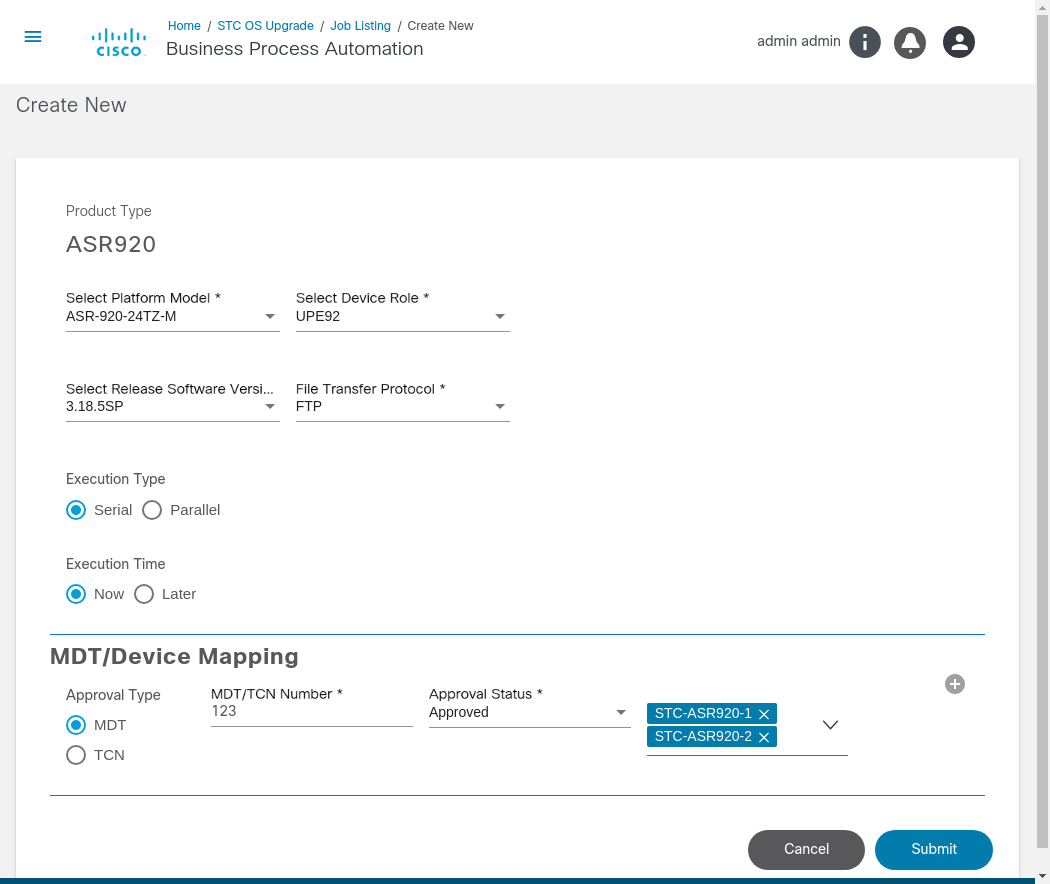 Home / STC OS Upgrade / Job Listing / Create New
CISCO
Business Process Automation
admin admin
Create New
Product Type
ASR920
Select Platform Model * Select Device Role *
ASR-920-24TZ-M UPE92
Select Release Software Versi... File Transfer Protocol *
3.18.5SP FTP
Execution Type
Serial Parallel
Execution Time
Now Later
MDT/Device Mapping
Approval Type MDT/TCN Number * Approval Status *
123 Approved STC-ASR920-1
MDT
STC-ASR920-2
TCN
Cancel Submit